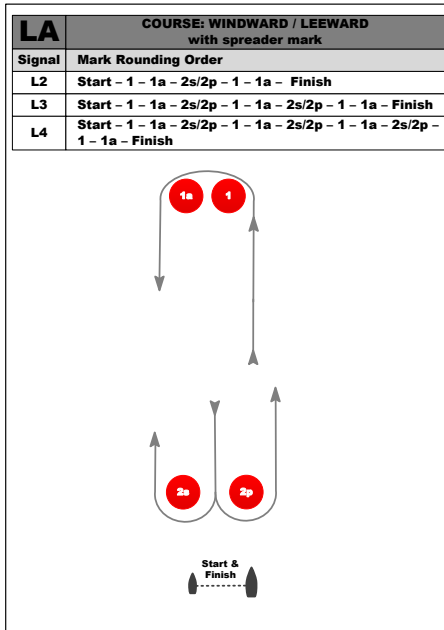 LA
COURSE: WINDWARD / LEEWARD
with spreader mark
Signal Mark Rounding Order
L2 Start – 1 – 1a – 2s/2p – 1 – 1a – Finish
L3 Start – 1 – 1a – 2s/2p – 1 – 1a – 2s/2p – 1 – 1a – Finish
L4 Start – 1 – 1a – 2s/2p – 1 – 1a – 2s/2p – 1 – 1a – 2s/2p –
1 – 1a – Finish
1a 1
2s 2p
Start &
Finish